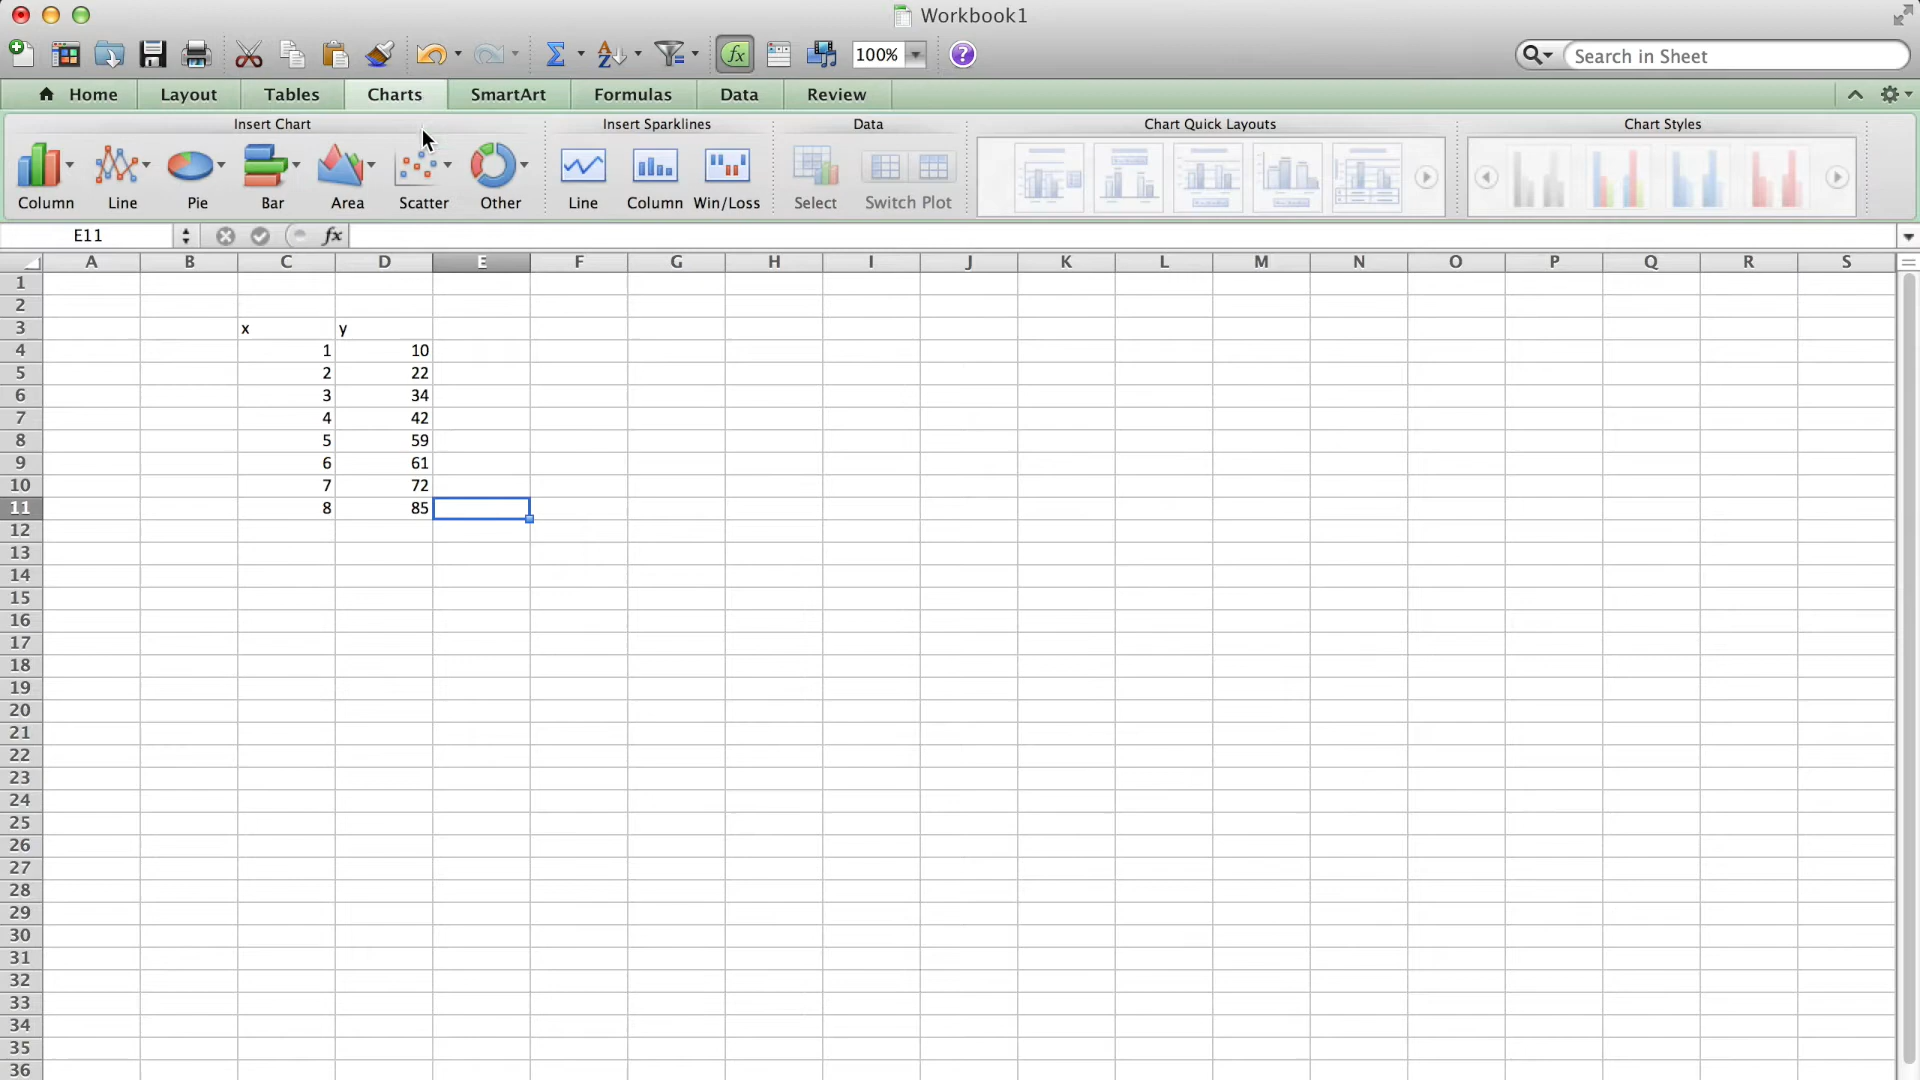 Workbook1
100%
Search in Sheet
Home Layout Tables Charts SmartArt Formulas Data Review
Insert Chart Insert Sparklines Data Chart Quick Layouts Chart Styles
Column Line Pie Bar Area Scatter Other Line Column Win/Loss Select Switch Plot
E11 fx
A B C D E F G H I J K L M N O P Q R S
1
2
3 x y
4 1 10
5 2 22
6 3 34
7 4 42
8 5 59
9 6 61
10 7 72
11 8 85
12
13
14
15
16
17
18
19
20
21
22
23
24
25
26
27
28
29
30
31
32
33
34
35
36